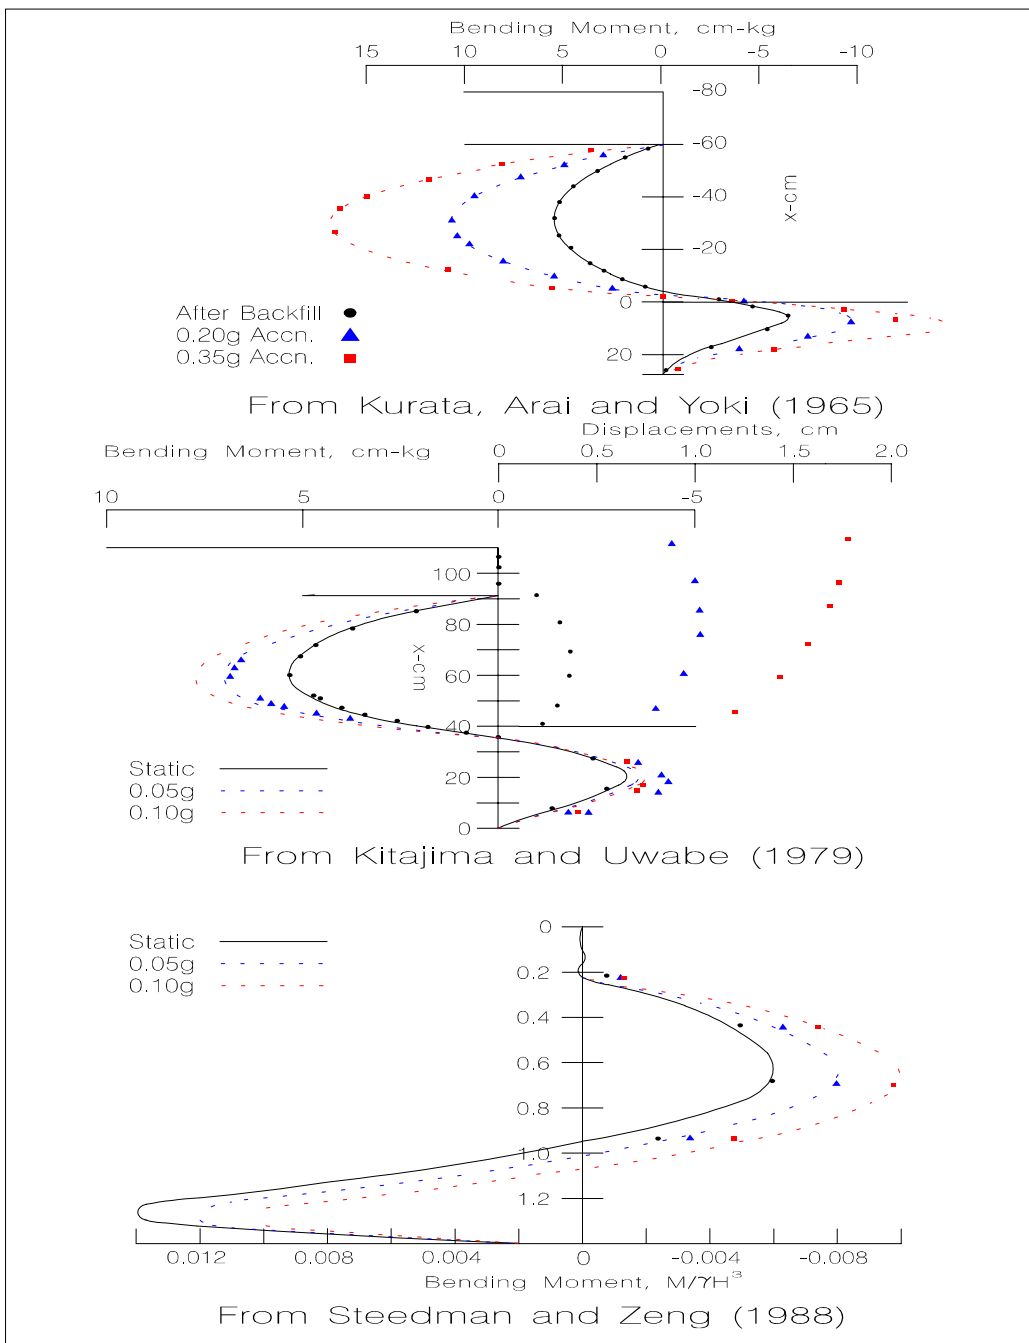 Bending Moment, cm-kg
15 10 5 0 -5 -10
-80
-60
-40
x-cm
-20
0
20
After Backfill
0.20g Accn.
0.35g Accn.
From Kurata, Arai and Yoki (1965)
Displacements, cm
Bending Moment, cm-kg
0 0.5 1.0 1.5 2.0
10 5 0 -5
100
80
x-cm
60
40
20
0
Static
0.05g
0.10g
From Kitajima and Uwabe (1979)
Static
0.05g
0.10g
0
0.2
0.4
0.6
0.8
1.0
1.2
0.012 0.008 0.004 0 -0.004 -0.008
Bending Moment, M/γH³
From Steedman and Zeng (1988)